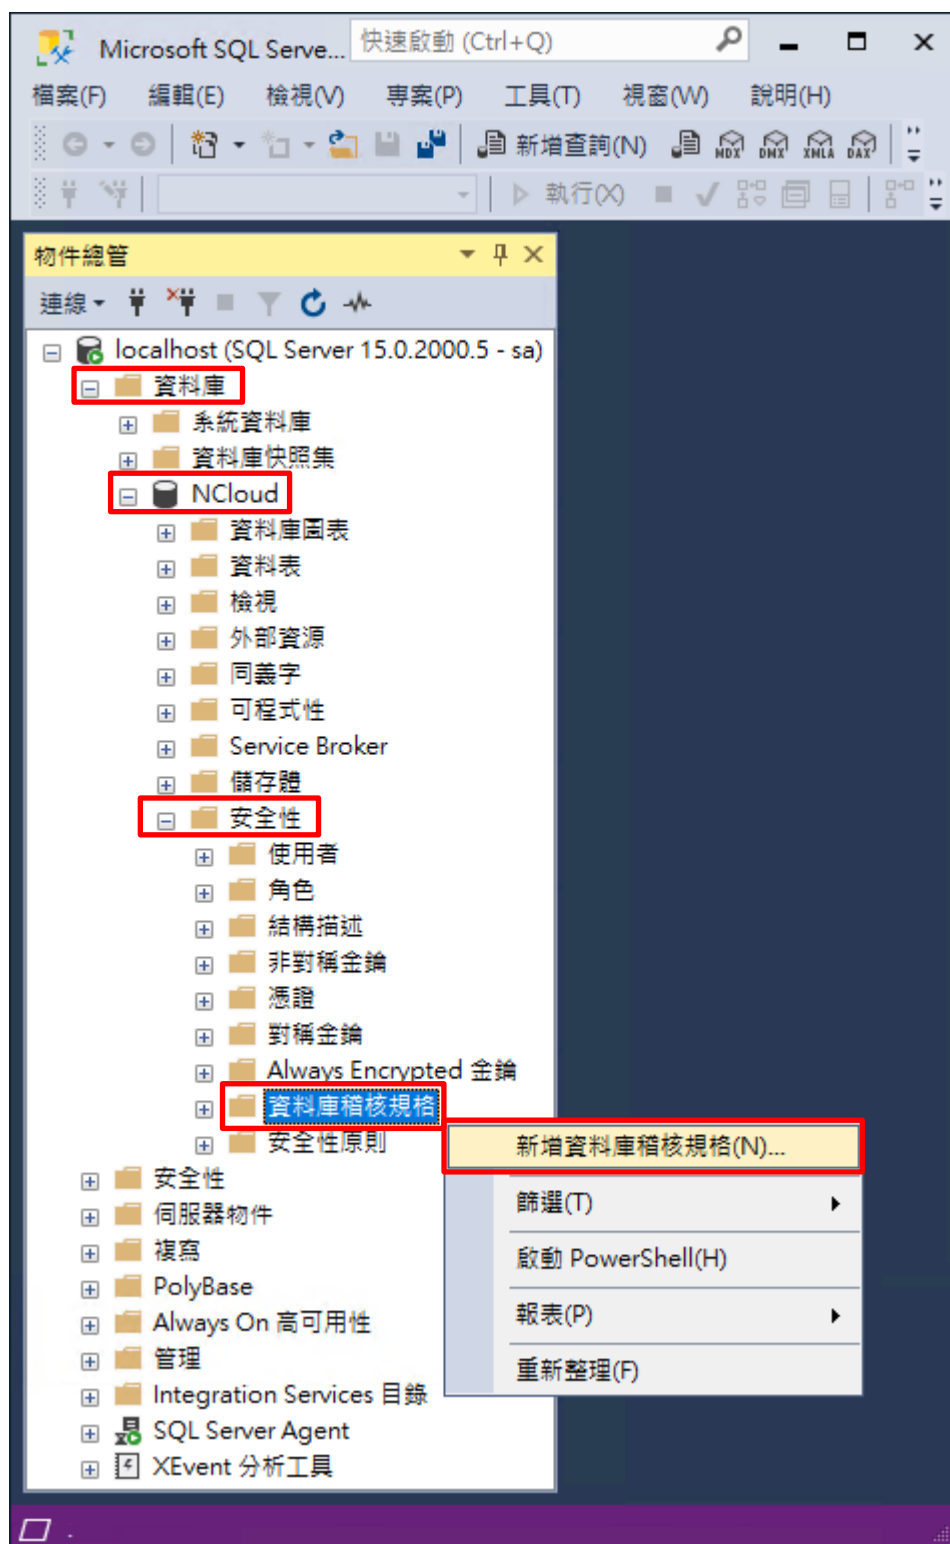 Microsoft SQL Serve... 快速啟動 (Ctrl+Q)
檔案(F) 編輯(E) 檢視(V) 專案(P) 工具(T) 視窗(W) 說明(H)
新增查詢(N) MDX DMX XMLA DAX
執行(X)
物件總管
連線
localhost (SQL Server 15.0.2000.5 - sa)
資料庫
系統資料庫
資料庫快照集
NCloud
資料庫圖表
資料表
檢視
外部資源
同義字
可程式性
Service Broker
儲存體
安全性
使用者
角色
結構描述
非對稱金鑰
憑證
對稱金鑰
Always Encrypted 金鑰
資料庫稽核規格
安全性原則
新增資料庫稽核規格(N)...
篩選(T)
啟動 PowerShell(H)
報表(P)
重新整理(F)
安全性
伺服器物件
複寫
PolyBase
Always On 高可用性
管理
Integration Services 目錄
SQL Server Agent
XEvent 分析工具